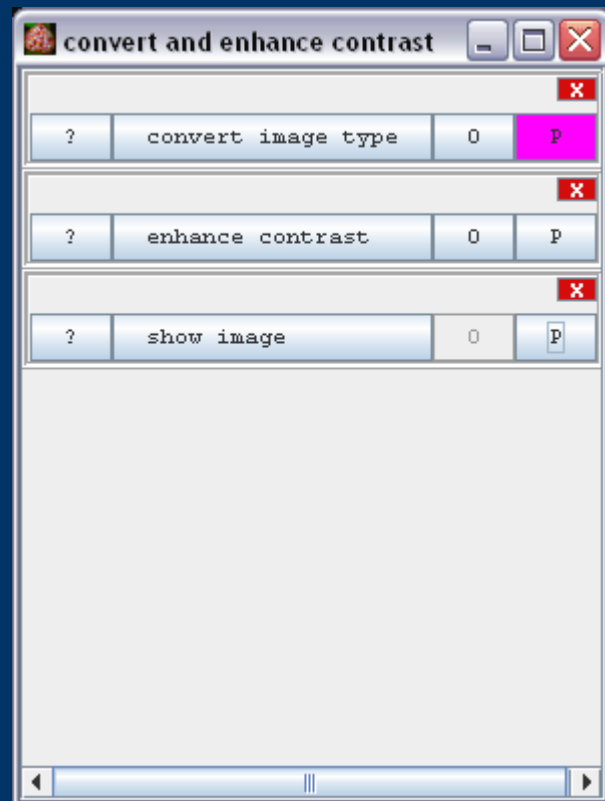 convert and enhance contrast
X
? convert image type O P
X
? enhance contrast O P
X
? show image O P